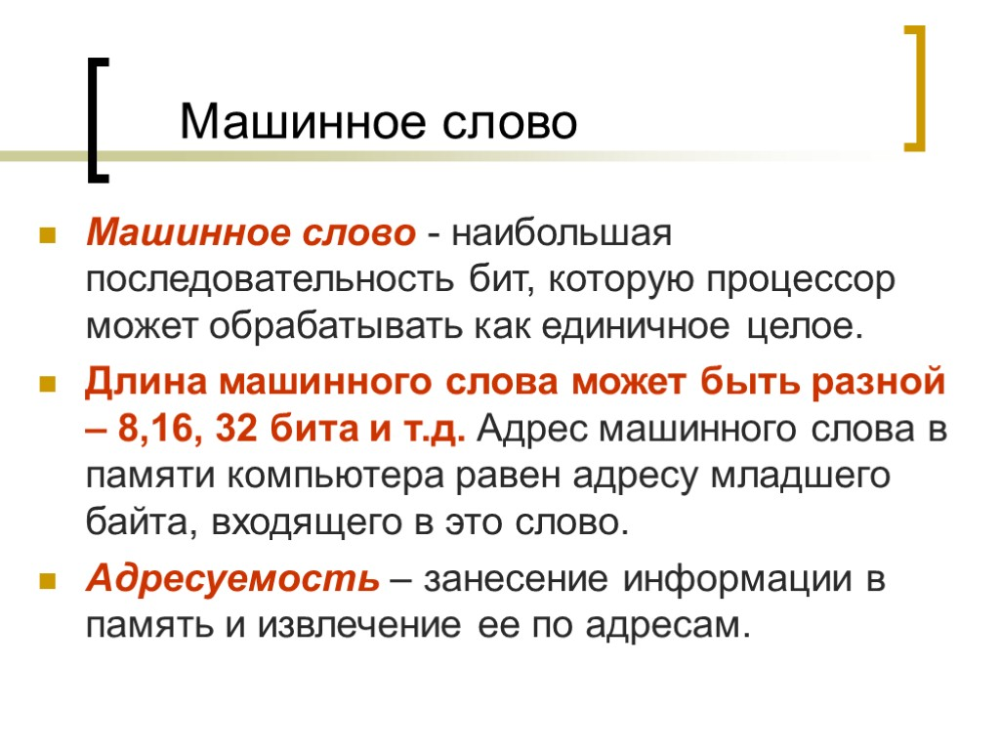 Машинное слово
Машинное слово - наибольшая
последовательность бит, которую процессор
может обрабатывать как единичное целое.
Длина машинного слова может быть разной
– 8,16, 32 бита и т.д. Адрес машинного слова в
памяти компьютера равен адресу младшего
байта, входящего в это слово.
Адресуемость – занесение информации в
память и извлечение ее по адресам.